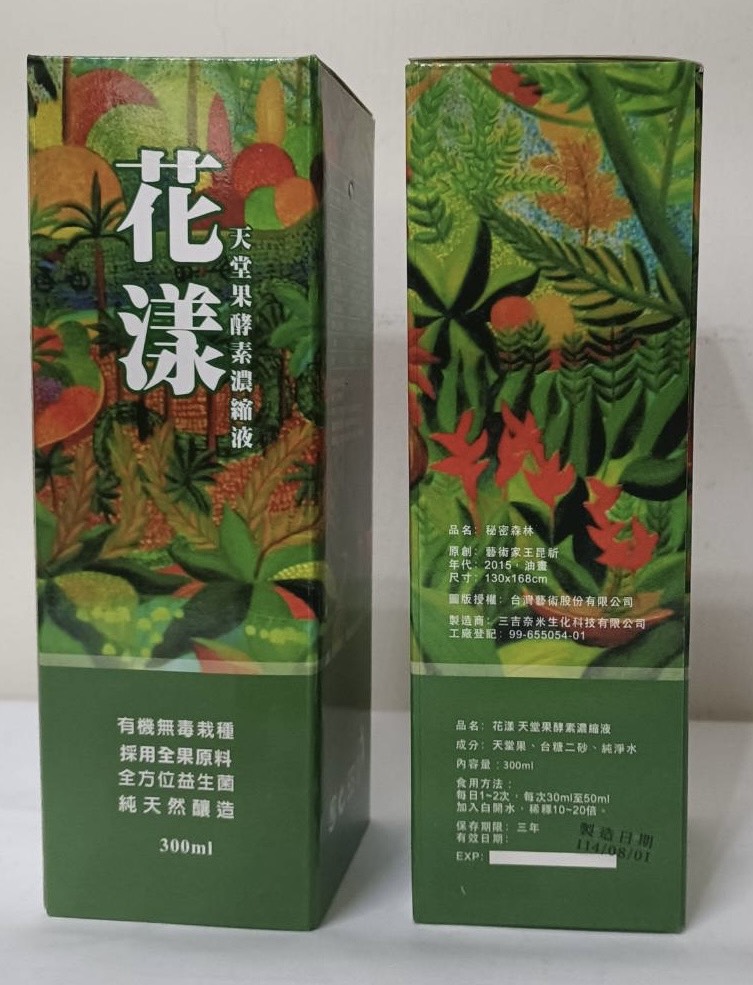 花漾
天堂果酵素濃縮液
有機無毒栽種
採用全果原料
全方位益生菌
純天然釀造
300ml
品名：秘密森林
原創：藝術家王昆新
年代：2015，油畫
尺寸：130x168cm
圖版授權：台灣藝術股份有限公司
製造商：三吉奈米生化科技有限公司
工廠登記：99-655054-01
品名：花漾 天堂果酵素濃縮液
成分：天堂果、台糖二砂、純淨水
內容量：300ml
食用方法：
每日1~2次，每次30ml至50ml
加入白開水，稀釋10~20倍。
保存期限：三年
有效日期：
製造日期
114/08/01
EXP: